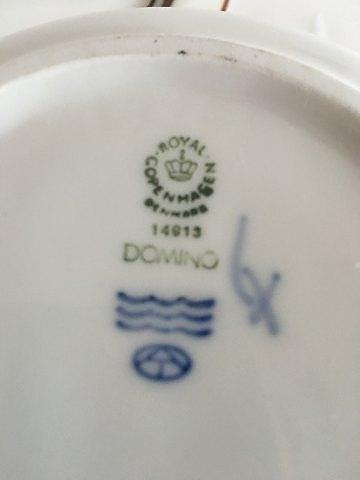 ROYAL
COPENHAGEN
DENMARK
14913
DOMINO